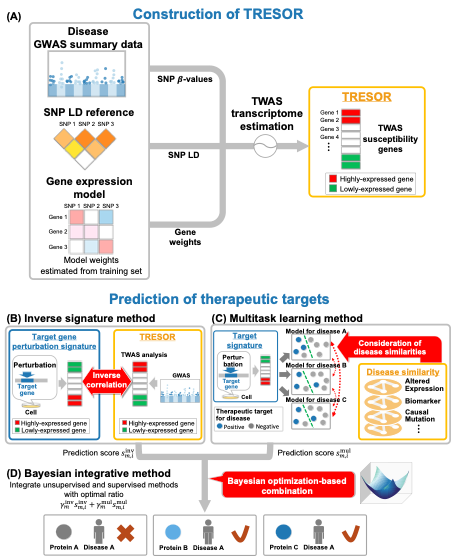 Construction of TRESOR
(A)
Disease
GWAS summary data
SNP β-values
SNP LD reference
SNP 1 SNP 2 SNP 3
SNP LD
Gene expression
model
SNP 1 SNP 2 SNP 3
Gene 1
Gene 2
Gene 3
Model weights
estimated from training set
Gene
weights
TWAS
transcriptome
estimation
TRESOR
Gene 1
Gene 2
Gene 3
Gene 4
⋮
TWAS
susceptibility
genes
Highly-expressed gene
Lowly-expressed gene
Prediction of therapeutic targets
(B) Inverse signature method
Target gene
perturbation signature
Perturbation
Target
gene
Cell
Highly-expressed gene
Lowly-expressed gene
Inverse
correlation
TRESOR
TWAS analysis
GWAS
Highly-expressed gene
Lowly-expressed gene
Prediction score s_{m,i}^{inv}
(C) Multitask learning method
Target
signature
Pertur-
bation
Target
gene
Cell
Therapeutic target for
disease
Positive Negative
Model for disease A
Model for disease B
Model for disease C
Consideration of
disease similarities
Disease similarity
Altered
Expression
Biomarker
Causal
Mutation
⋮
Prediction score s_{m,i}^{mul}
(D) Bayesian integrative method
Integrate unsupervised and supervised methods
with optimal ratio
γ_m^{inv} s_{m,i}^{inv} + γ_m^{mul} s_{m,i}^{mul}
Bayesian optimization-based
combination
Protein A Disease A
Protein B Disease A
Protein C Disease A